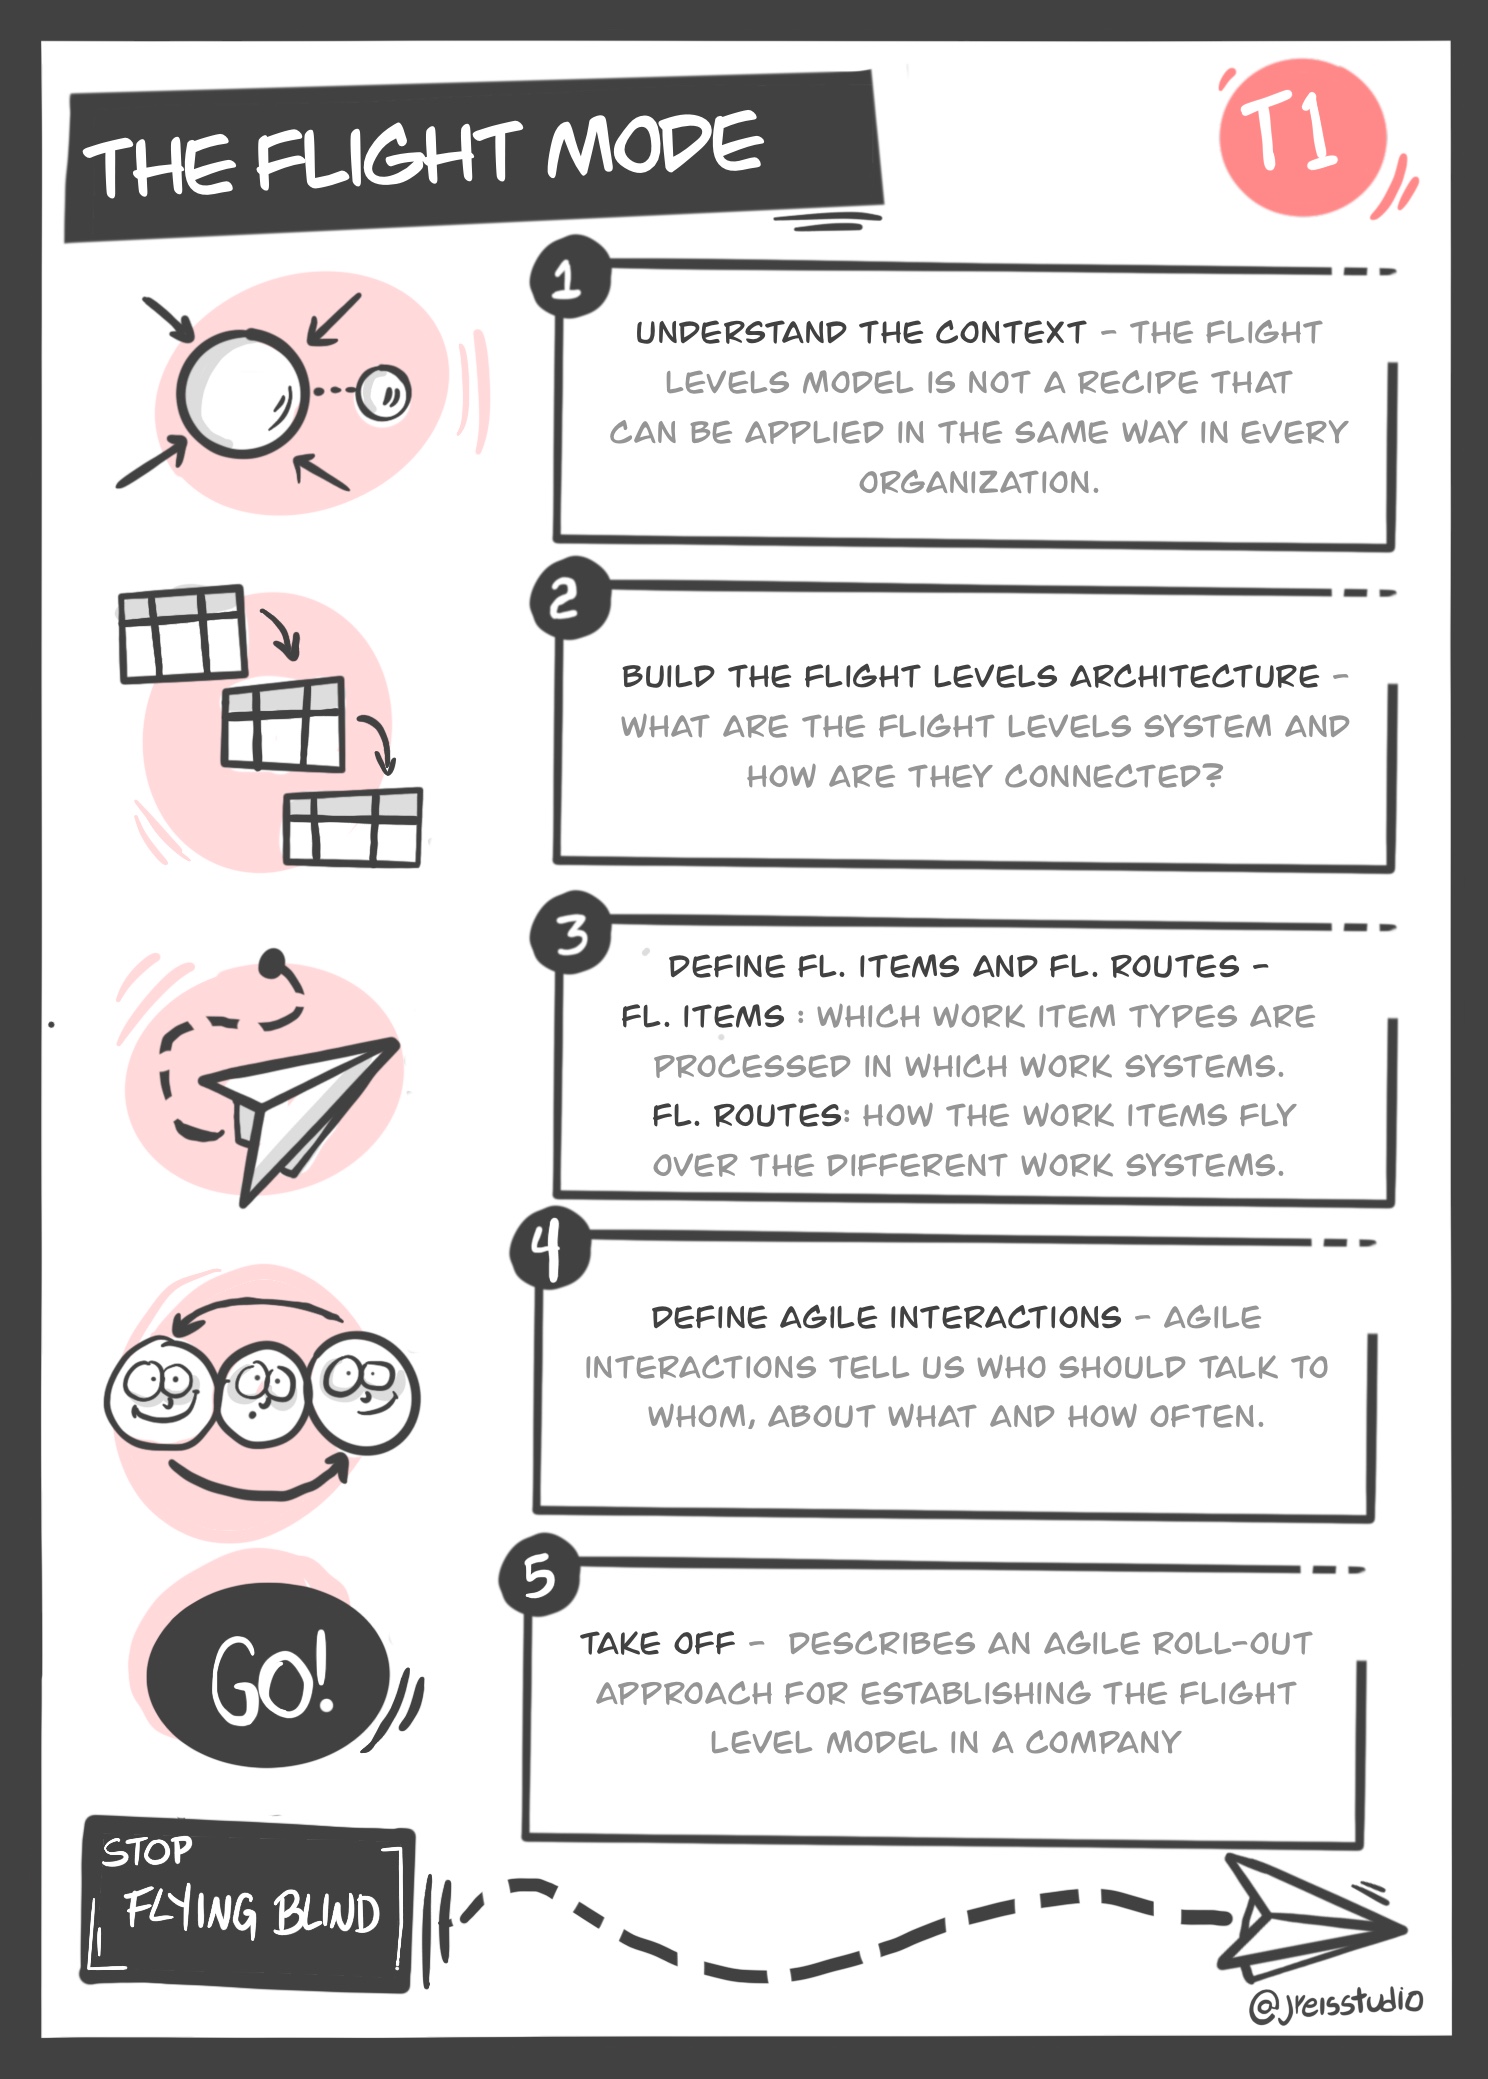 THE FLIGHT MODE
T1
1
UNDERSTAND THE CONTEXT - THE FLIGHT
LEVELS MODEL IS NOT A RECIPE THAT
CAN BE APPLIED IN THE SAME WAY IN EVERY
ORGANIZATION.
2
BUILD THE FLIGHT LEVELS ARCHITECTURE -
WHAT ARE THE FLIGHT LEVELS SYSTEM AND
HOW ARE THEY CONNECTED?
3
DEFINE FL. ITEMS AND FL. ROUTES -
FL. ITEMS : WHICH WORK ITEM TYPES ARE
PROCESSED IN WHICH WORK SYSTEMS.
FL. ROUTES: HOW THE WORK ITEMS FLY
OVER THE DIFFERENT WORK SYSTEMS.
4
DEFINE AGILE INTERACTIONS - AGILE
INTERACTIONS TELL US WHO SHOULD TALK TO
WHOM, ABOUT WHAT AND HOW OFTEN.
GO!
5
TAKE OFF - DESCRIBES AN AGILE ROLL-OUT
APPROACH FOR ESTABLISHING THE FLIGHT
LEVEL MODEL IN A COMPANY
STOP
FLYING BLIND
@jreisstudio